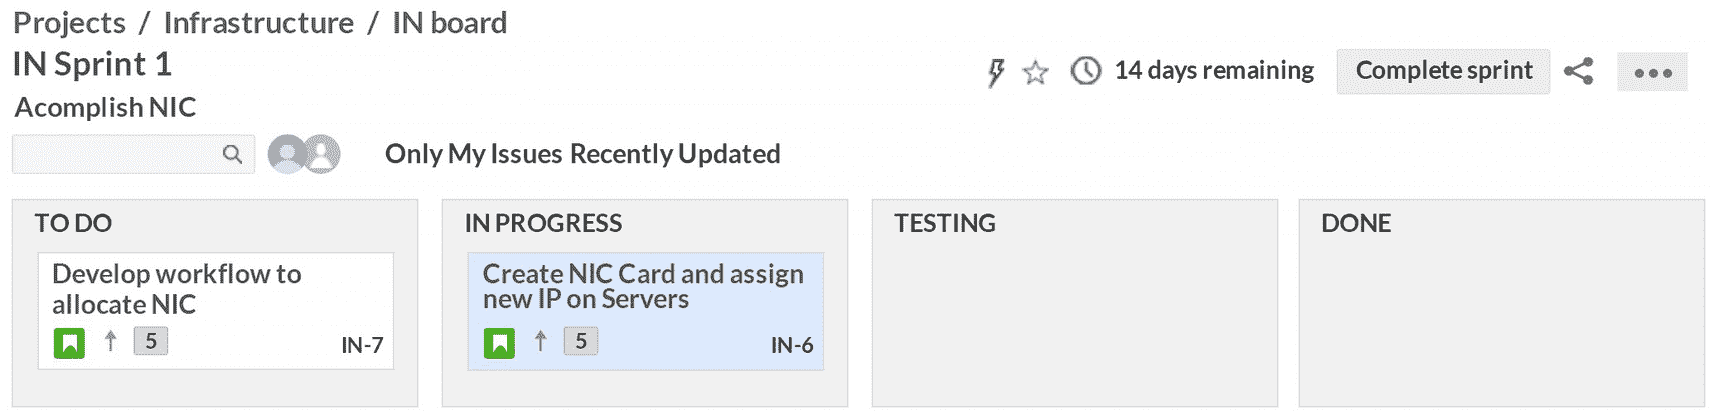 Projects / Infrastructure / IN board
IN Sprint 1
14 days remaining
Complete sprint
Acomplish NIC
Only My Issues Recently Updated
TO DO
Develop workflow to
allocate NIC
5
IN-7
IN PROGRESS
Create NIC Card and assign
new IP on Servers
5
IN-6
TESTING
DONE